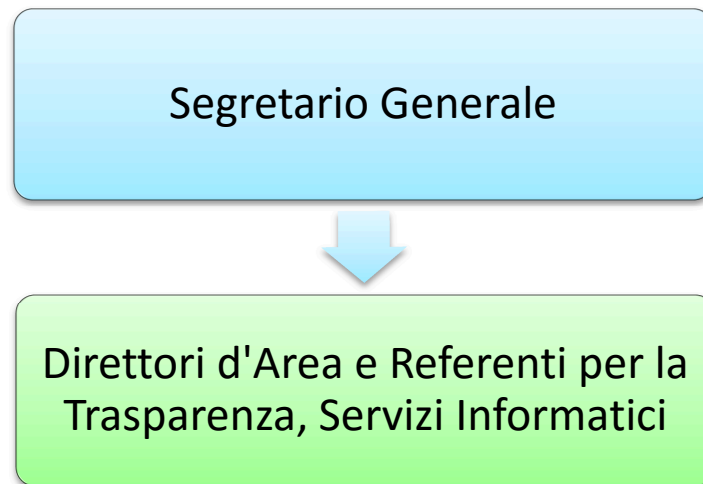 Segretario Generale
Direttori d'Area e Referenti per la
Trasparenza, Servizi Informatici